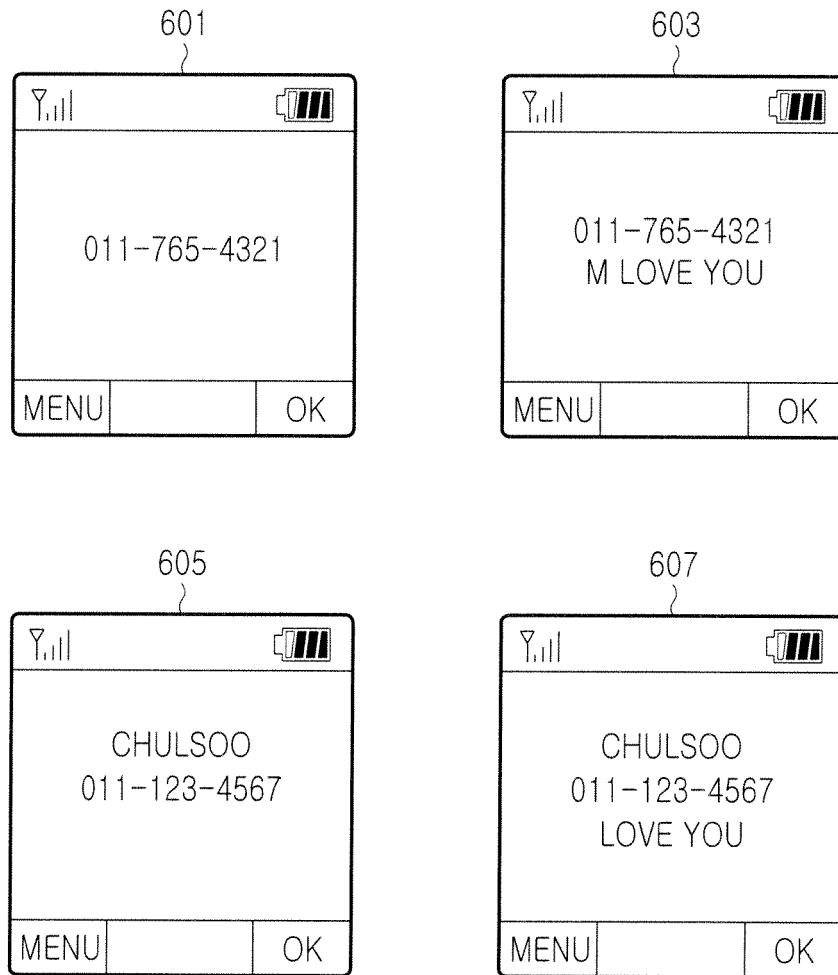 601
011-765-4321
MENU OK
603
011-765-4321
M LOVE YOU
MENU OK
605
CHULSOO
011-123-4567
MENU OK
607
CHULSOO
011-123-4567
LOVE YOU
MENU OK